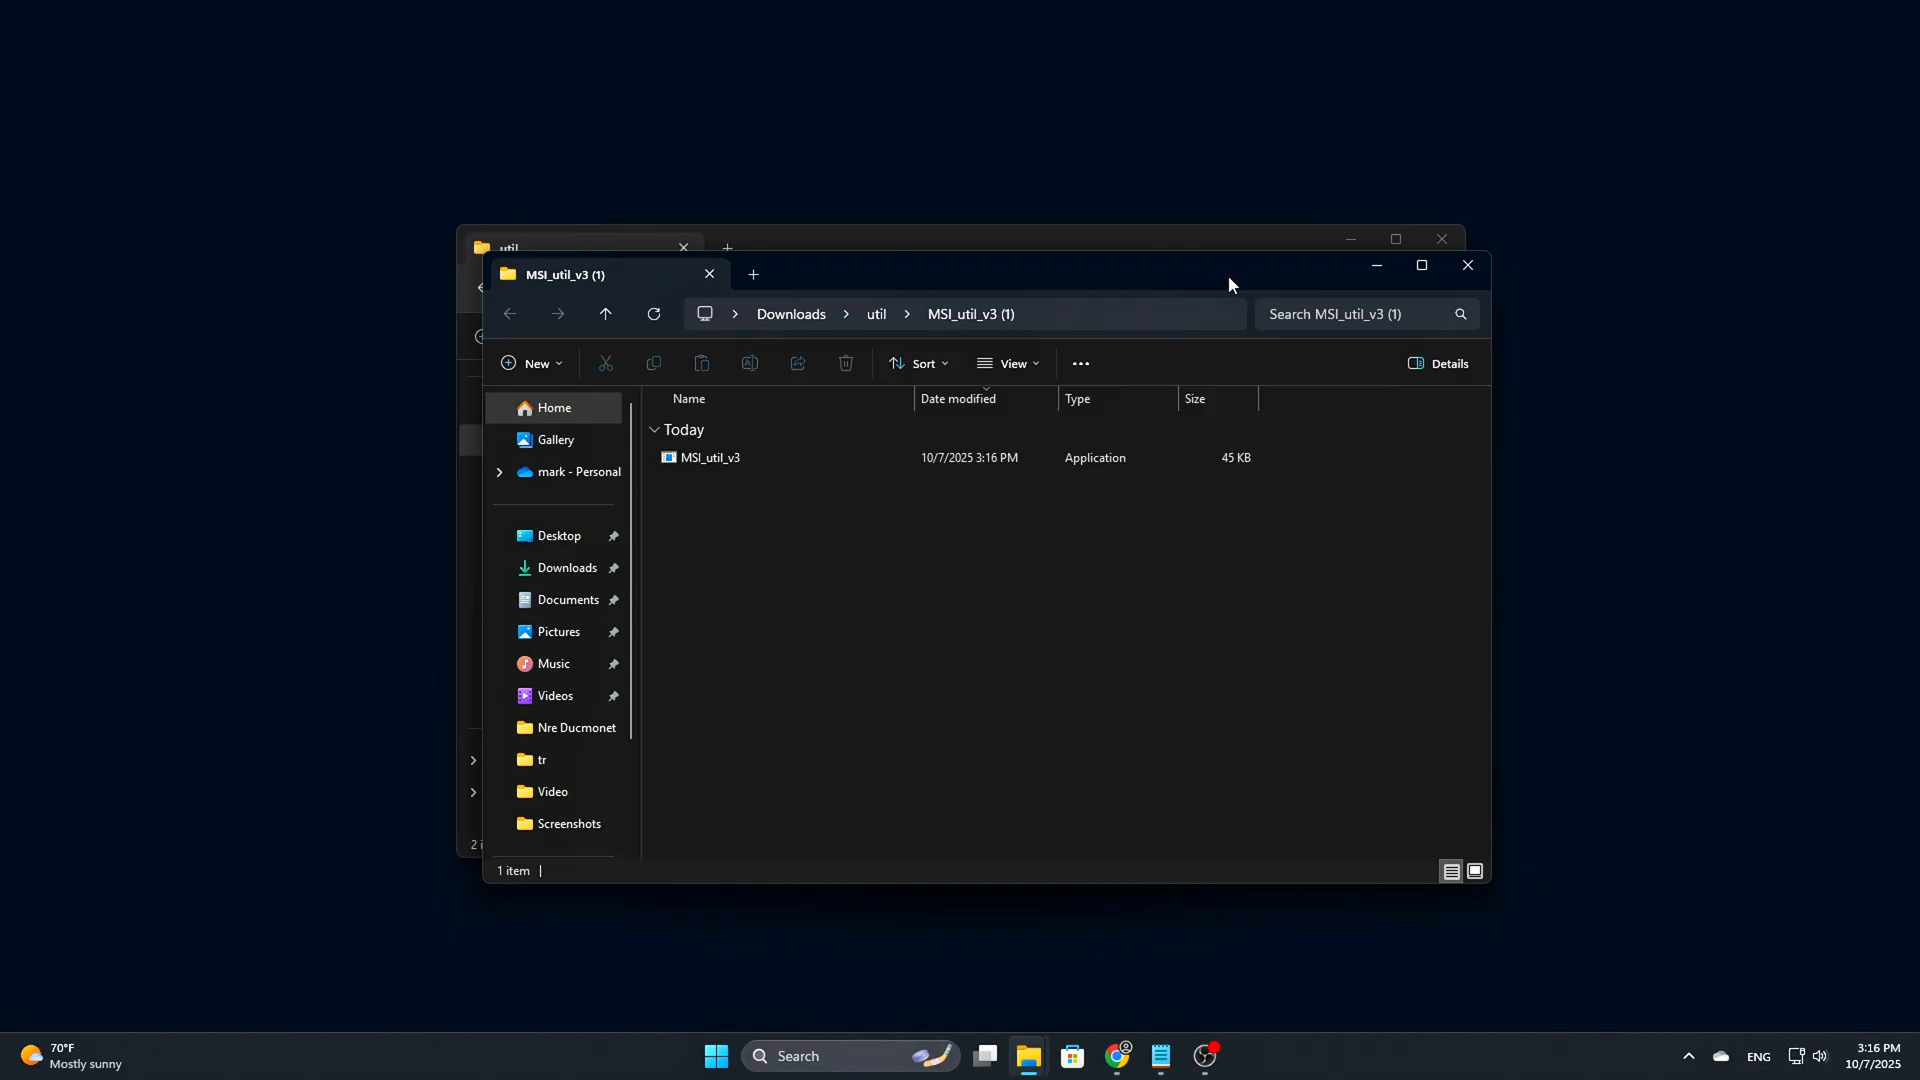 util
MSI_util_v3 (1)
Downloads
util
MSI_util_v3 (1)
Search MSI_util_v3 (1)
New
Sort
View
Details
Home
Gallery
mark - Personal
Desktop
Downloads
Documents
Pictures
Music
Videos
Nre Ducmonet
tr
Video
Screenshots
Name
Date modified
Type
Size
Today
MSI_util_v3
10/7/2025 3:16 PM
Application
45 KB
2 i
1 item
70°F
Mostly sunny
Search
ENG
3:16 PM
10/7/2025